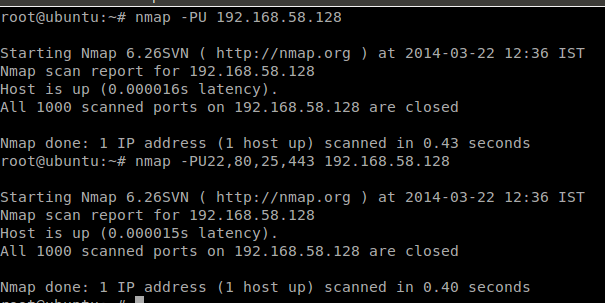 root@ubuntu:~# nmap -PU 192.168.58.128
Starting Nmap 6.26SVN ( http://nmap.org ) at 2014-03-22 12:36 IST
Nmap scan report for 192.168.58.128
Host is up (0.000016s latency).
All 1000 scanned ports on 192.168.58.128 are closed
Nmap done: 1 IP address (1 host up) scanned in 0.43 seconds
root@ubuntu:~# nmap -PU22,80,25,443 192.168.58.128
Starting Nmap 6.26SVN ( http://nmap.org ) at 2014-03-22 12:36 IST
Nmap scan report for 192.168.58.128
Host is up (0.000015s latency).
All 1000 scanned ports on 192.168.58.128 are closed
Nmap done: 1 IP address (1 host up) scanned in 0.40 seconds
root@ubuntu:~#